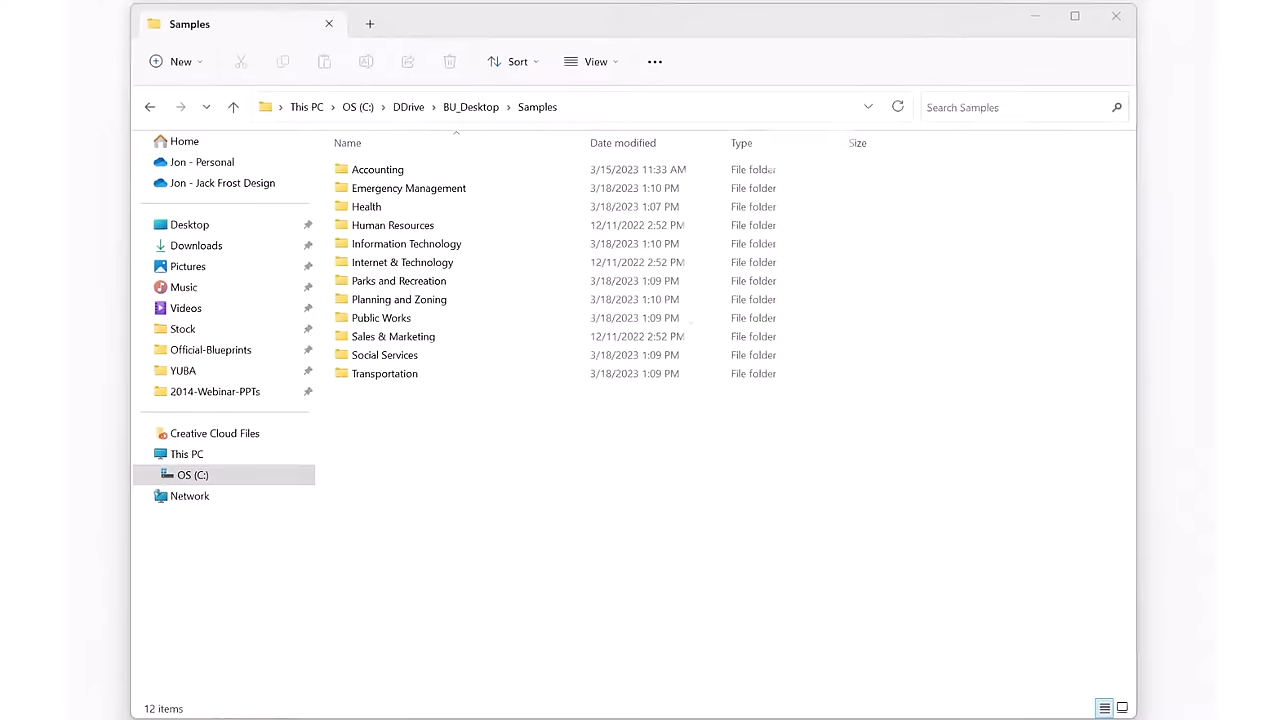 Samples
New Sort View
This PC > OS (C:) > DDrive > BU_Desktop > Samples Search Samples
Home
Jon - Personal
Jon - Jack Frost Design
Desktop
Downloads
Pictures
Music
Videos
Stock
Official-Blueprints
YUBA
2014-Webinar-PPTs
Creative Cloud Files
This PC
OS (C:)
Network
Name Date modified Type Size
Accounting 3/15/2023 11:33 AM File folder
Emergency Management 3/18/2023 1:10 PM File folder
Health 3/18/2023 1:07 PM File folder
Human Resources 12/11/2022 2:52 PM File folder
Information Technology 3/18/2023 1:10 PM File folder
Internet & Technology 12/11/2022 2:52 PM File folder
Parks and Recreation 3/18/2023 1:09 PM File folder
Planning and Zoning 3/18/2023 1:10 PM File folder
Public Works 3/18/2023 1:09 PM File folder
Sales & Marketing 12/11/2022 2:52 PM File folder
Social Services 3/18/2023 1:09 PM File folder
Transportation 3/18/2023 1:09 PM File folder
12 items